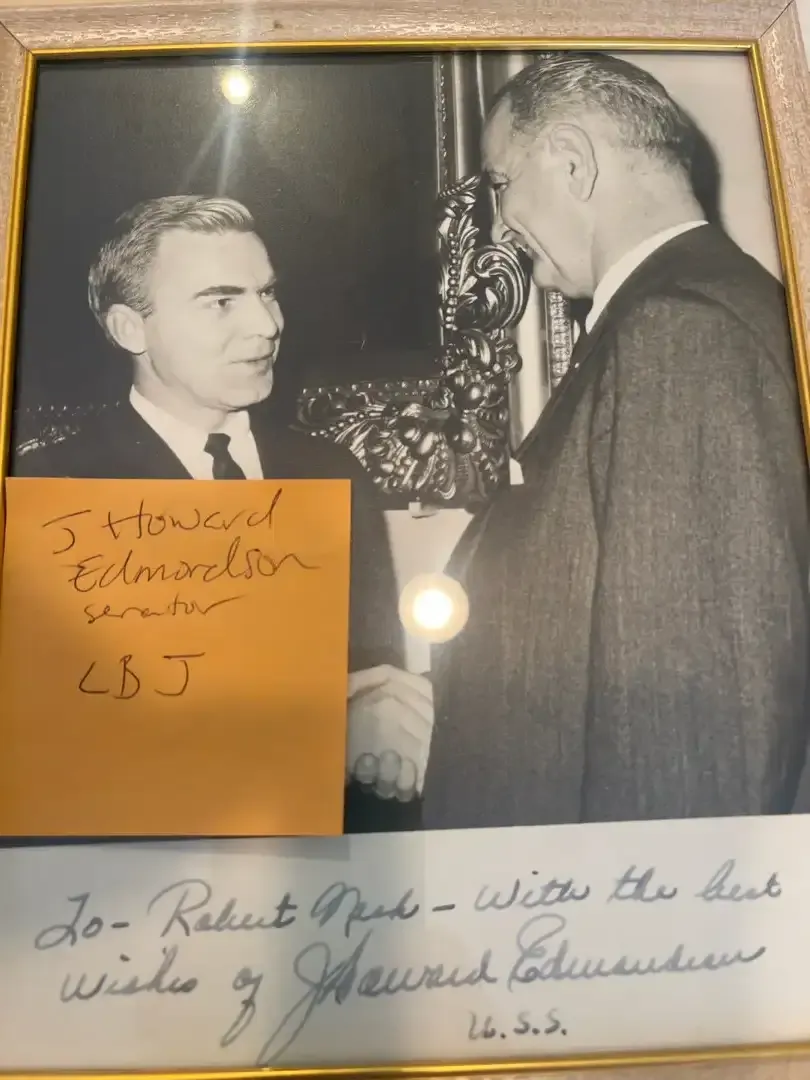 J Howard
Edmondson
senator
LBJ
To - Robert Nash - With the best
wishes of J Howard Edmondson
U.S.S.